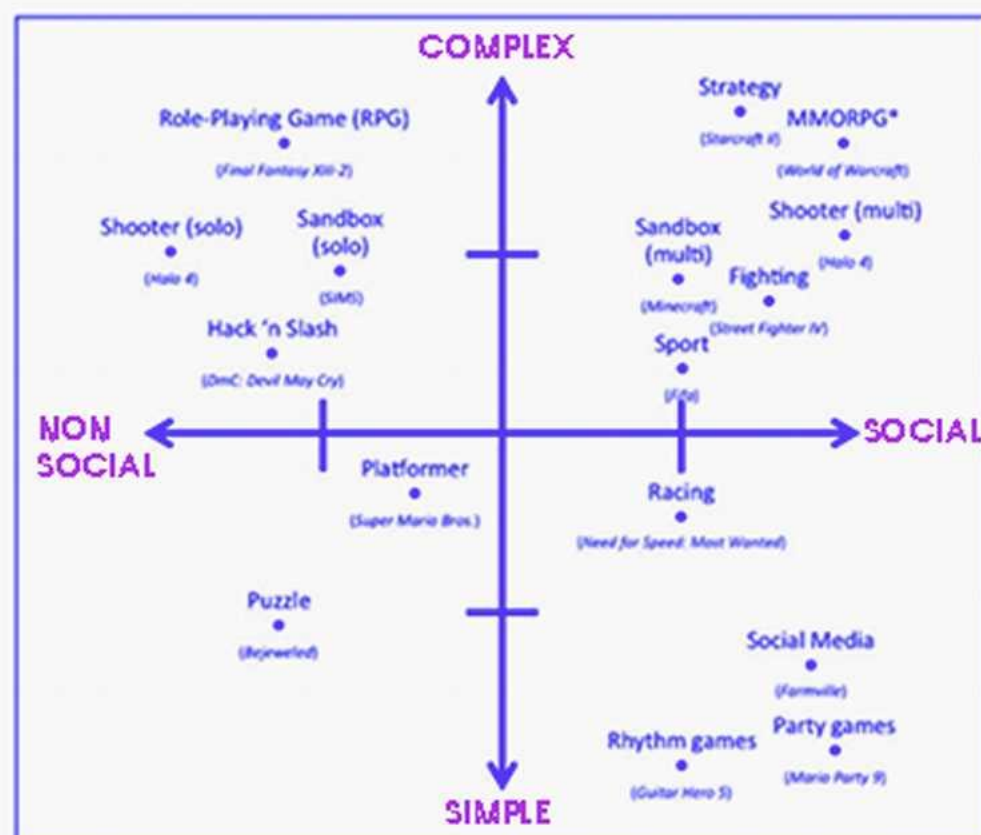 COMPLEX
Strategy
(Starcraft II)
Role-Playing Game (RPG)
(Final Fantasy XIII-2)
MMORPG*
(World of Warcraft)
Shooter (solo)
(Halo 4)
Sandbox
(solo)
(SIMS)
Shooter (multi)
(Halo 4)
Sandbox
(multi)
(Minecraft)
Fighting
(Street Fighter IV)
Hack 'n Slash
(DmC: Devil May Cry)
Sport
(Fifa)
NON
SOCIAL
SOCIAL
Platformer
(Super Mario Bros.)
Racing
(Need for Speed: Most Wanted)
Puzzle
(Bejeweled)
Social Media
(Farmville)
Rhythm games
(Guitar Hero 5)
Party games
(Mario Party 9)
SIMPLE